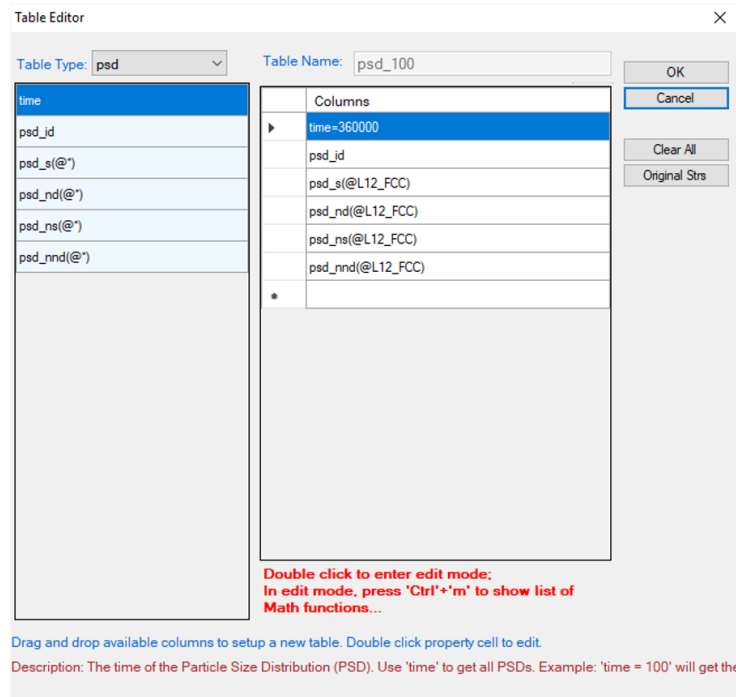 Table Editor
Table Type: psd
Table Name: psd_100
OK
Cancel
Clear All
Original Strs
time
psd_id
psd_s(@*)
psd_nd(@*)
psd_ns(@*)
psd_nnd(@*)
Columns
time=360000
psd_id
psd_s(@L12_FCC)
psd_nd(@L12_FCC)
psd_ns(@L12_FCC)
psd_nnd(@L12_FCC)
*
Double click to enter edit mode;
In edit mode, press 'Ctrl'+'m' to show list of
Math functions...
Drag and drop available columns to setup a new table. Double click property cell to edit.
Description: The time of the Particle Size Distribution (PSD). Use 'time' to get all PSDs. Example: 'time = 100' will get the